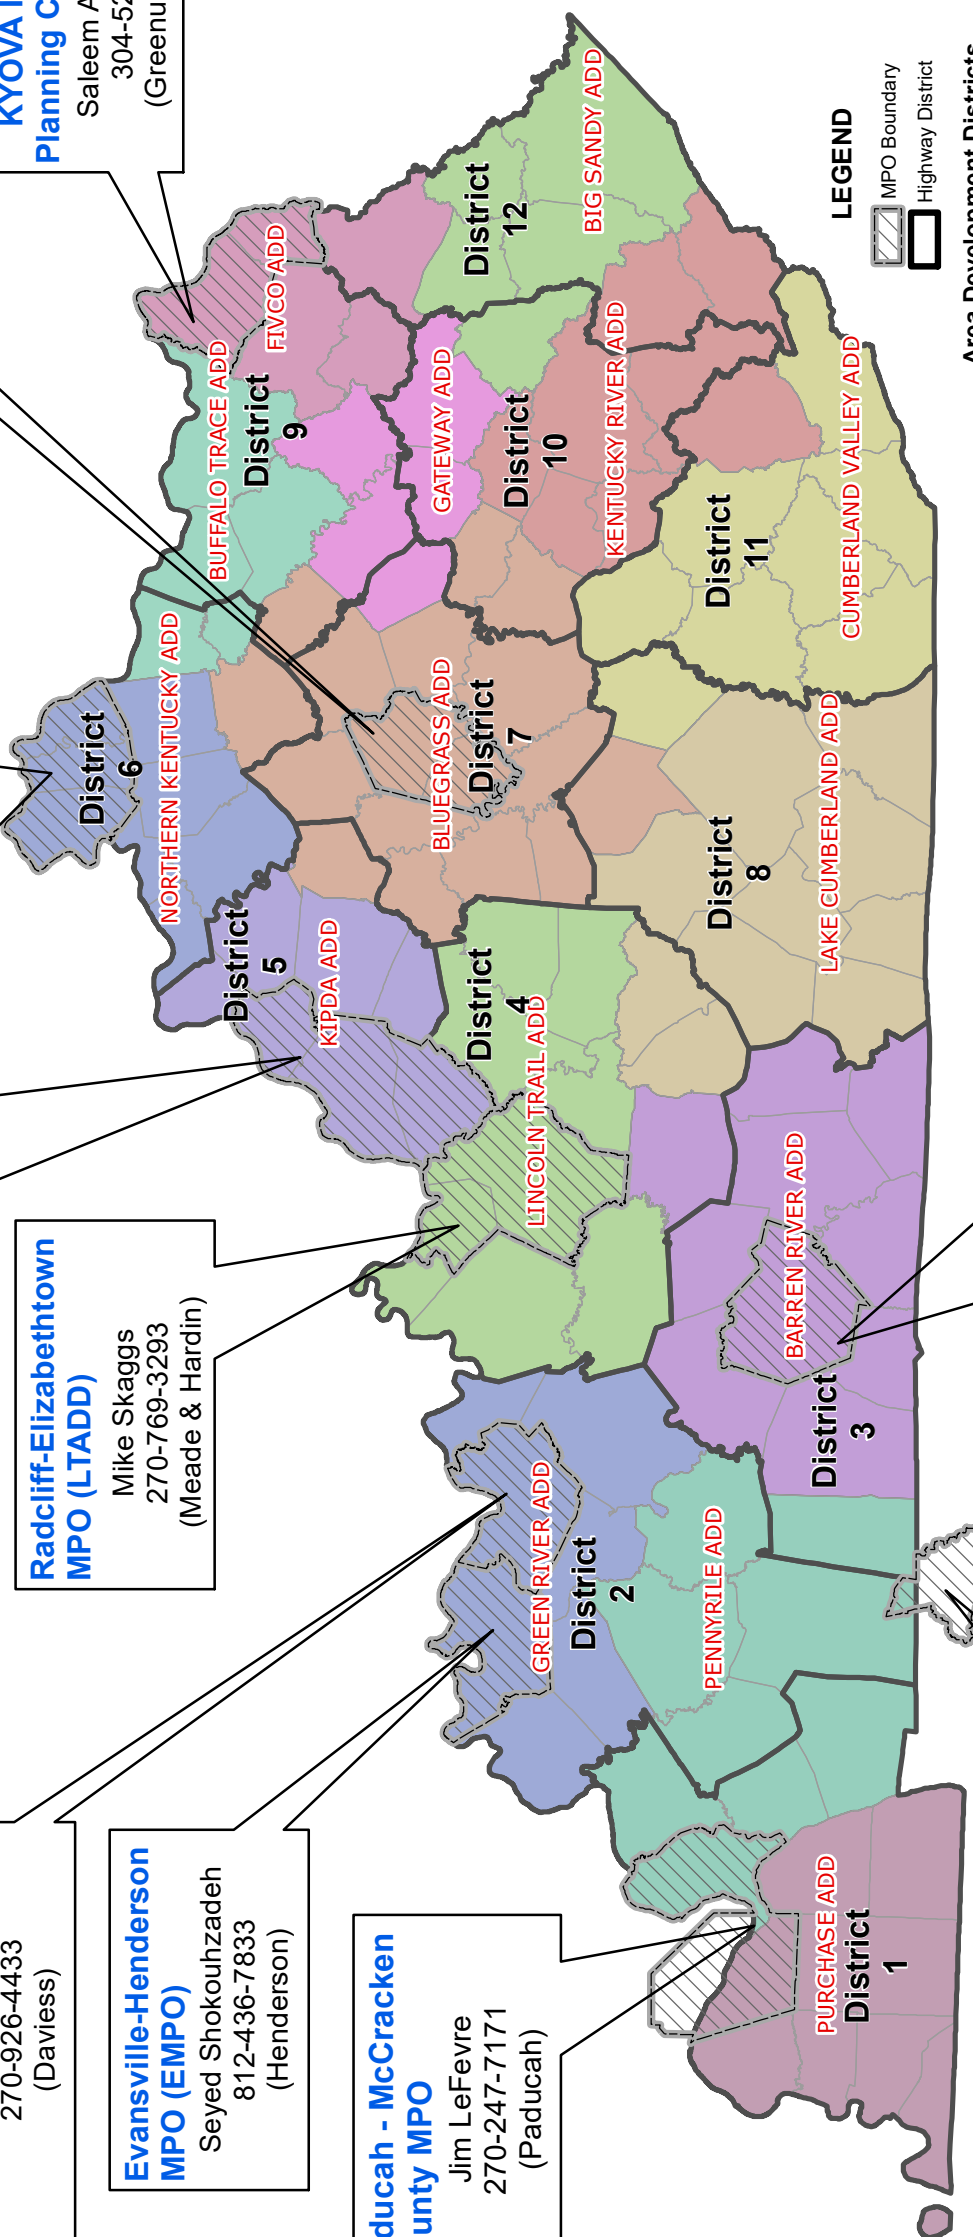 KYOVA
Planning
Saleem
304-52
(Greenu
Radcliff-Elizabethtown
MPO (LTADD)
Mike Skaggs
270-769-3293
(Meade & Hardin)
270-926-4433
(Daviess)
Evansville-Henderson
MPO (EMPO)
Seyed Shokouhzadeh
812-436-7833
(Henderson)
ducah - McCracken
unty MPO
Jim LeFevre
270-247-7171
(Paducah)
District
6
NORTHERN KENTUCKY ADD
BUFFALO TRACE ADD
District
9
FIVCO ADD
District
5
KIPDA ADD
GATEWAY ADD
District
12
BIG SANDY ADD
BLUEGRASS ADD
District
7
District
10
KENTUCKY RIVER ADD
District
4
LINCOLN TRAIL ADD
GREEN RIVER ADD
District
2
PENNYRILE ADD
District
8
LAKE CUMBERLAND ADD
District
11
CUMBERLAND VALLEY ADD
BARREN RIVER ADD
District
3
PURCHASE ADD
District
1
LEGEND
MPO Boundary
Highway District
Area Development Districts